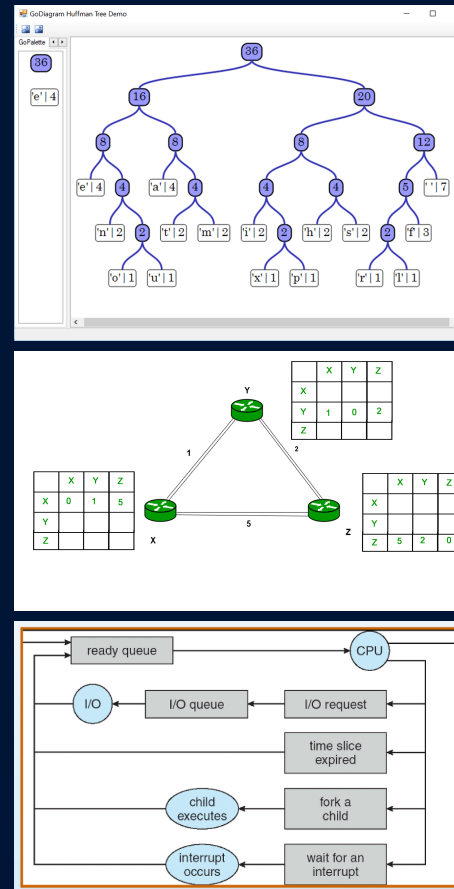 GoDiagram Huffman Tree Demo
GoPalette
36
'e'| 4
36
16
20
8
8
8
12
'e'| 4
4
'a'| 4
4
4
4
5
' '| 7
'n'| 2
2
't'| 2
'm'| 2
'i'| 2
2
'h'| 2
's'| 2
2
'f'| 3
'o'| 1
'u'| 1
'x'| 1
'p'| 1
'r'| 1
'l'| 1
Y
X Y Z
X
Y 1 0 2
Z
1
2
X Y Z
X 0 1 5
Y
Z
X
5
Z
X Y Z
X
Y
Z 5 2 0
ready queue
CPU
I/O
I/O queue
I/O request
time slice
expired
child
executes
fork a
child
interrupt
occurs
wait for an
interrupt